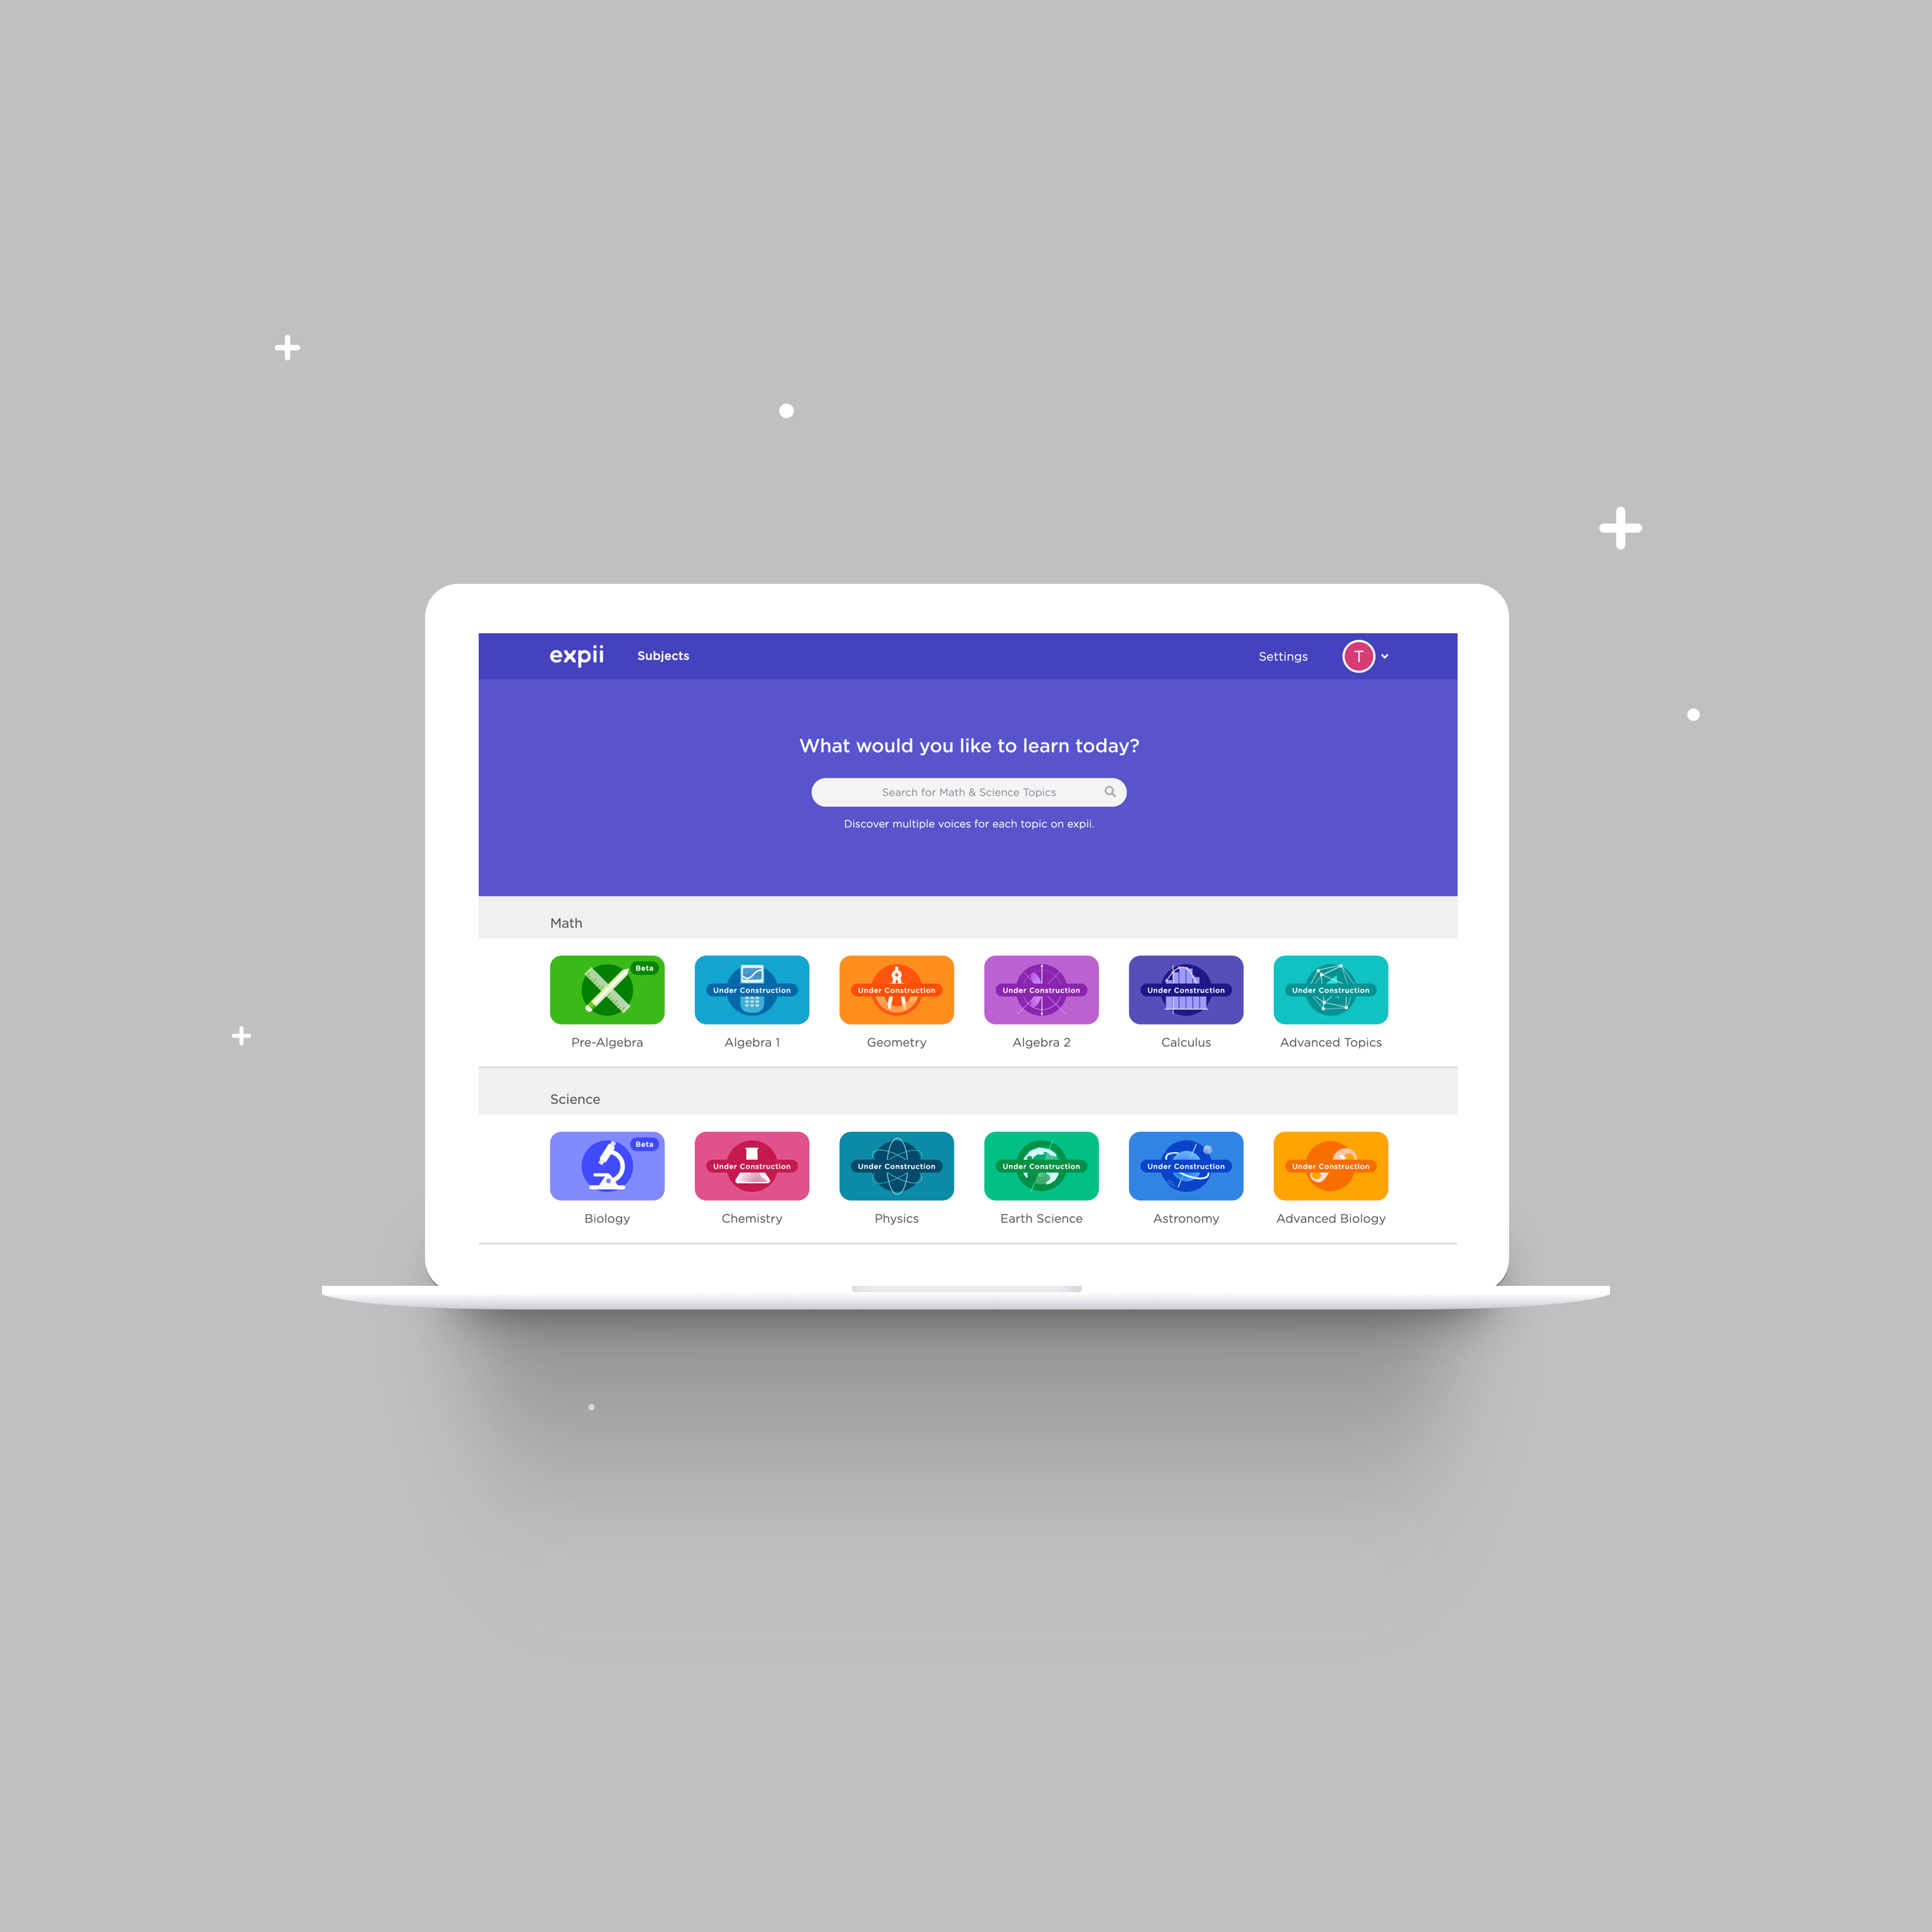 expii Subjects Settings T
What would you like to learn today?
Search for Math & Science Topics
Discover multiple voices for each topic on expii.
Math
Beta
Under Construction Under Construction Under Construction Under Construction Under Construction
Pre-Algebra Algebra 1 Geometry Algebra 2 Calculus Advanced Topics
Science
Beta
Under Construction Under Construction Under Construction Under Construction Under Construction
Biology Chemistry Physics Earth Science Astronomy Advanced Biology